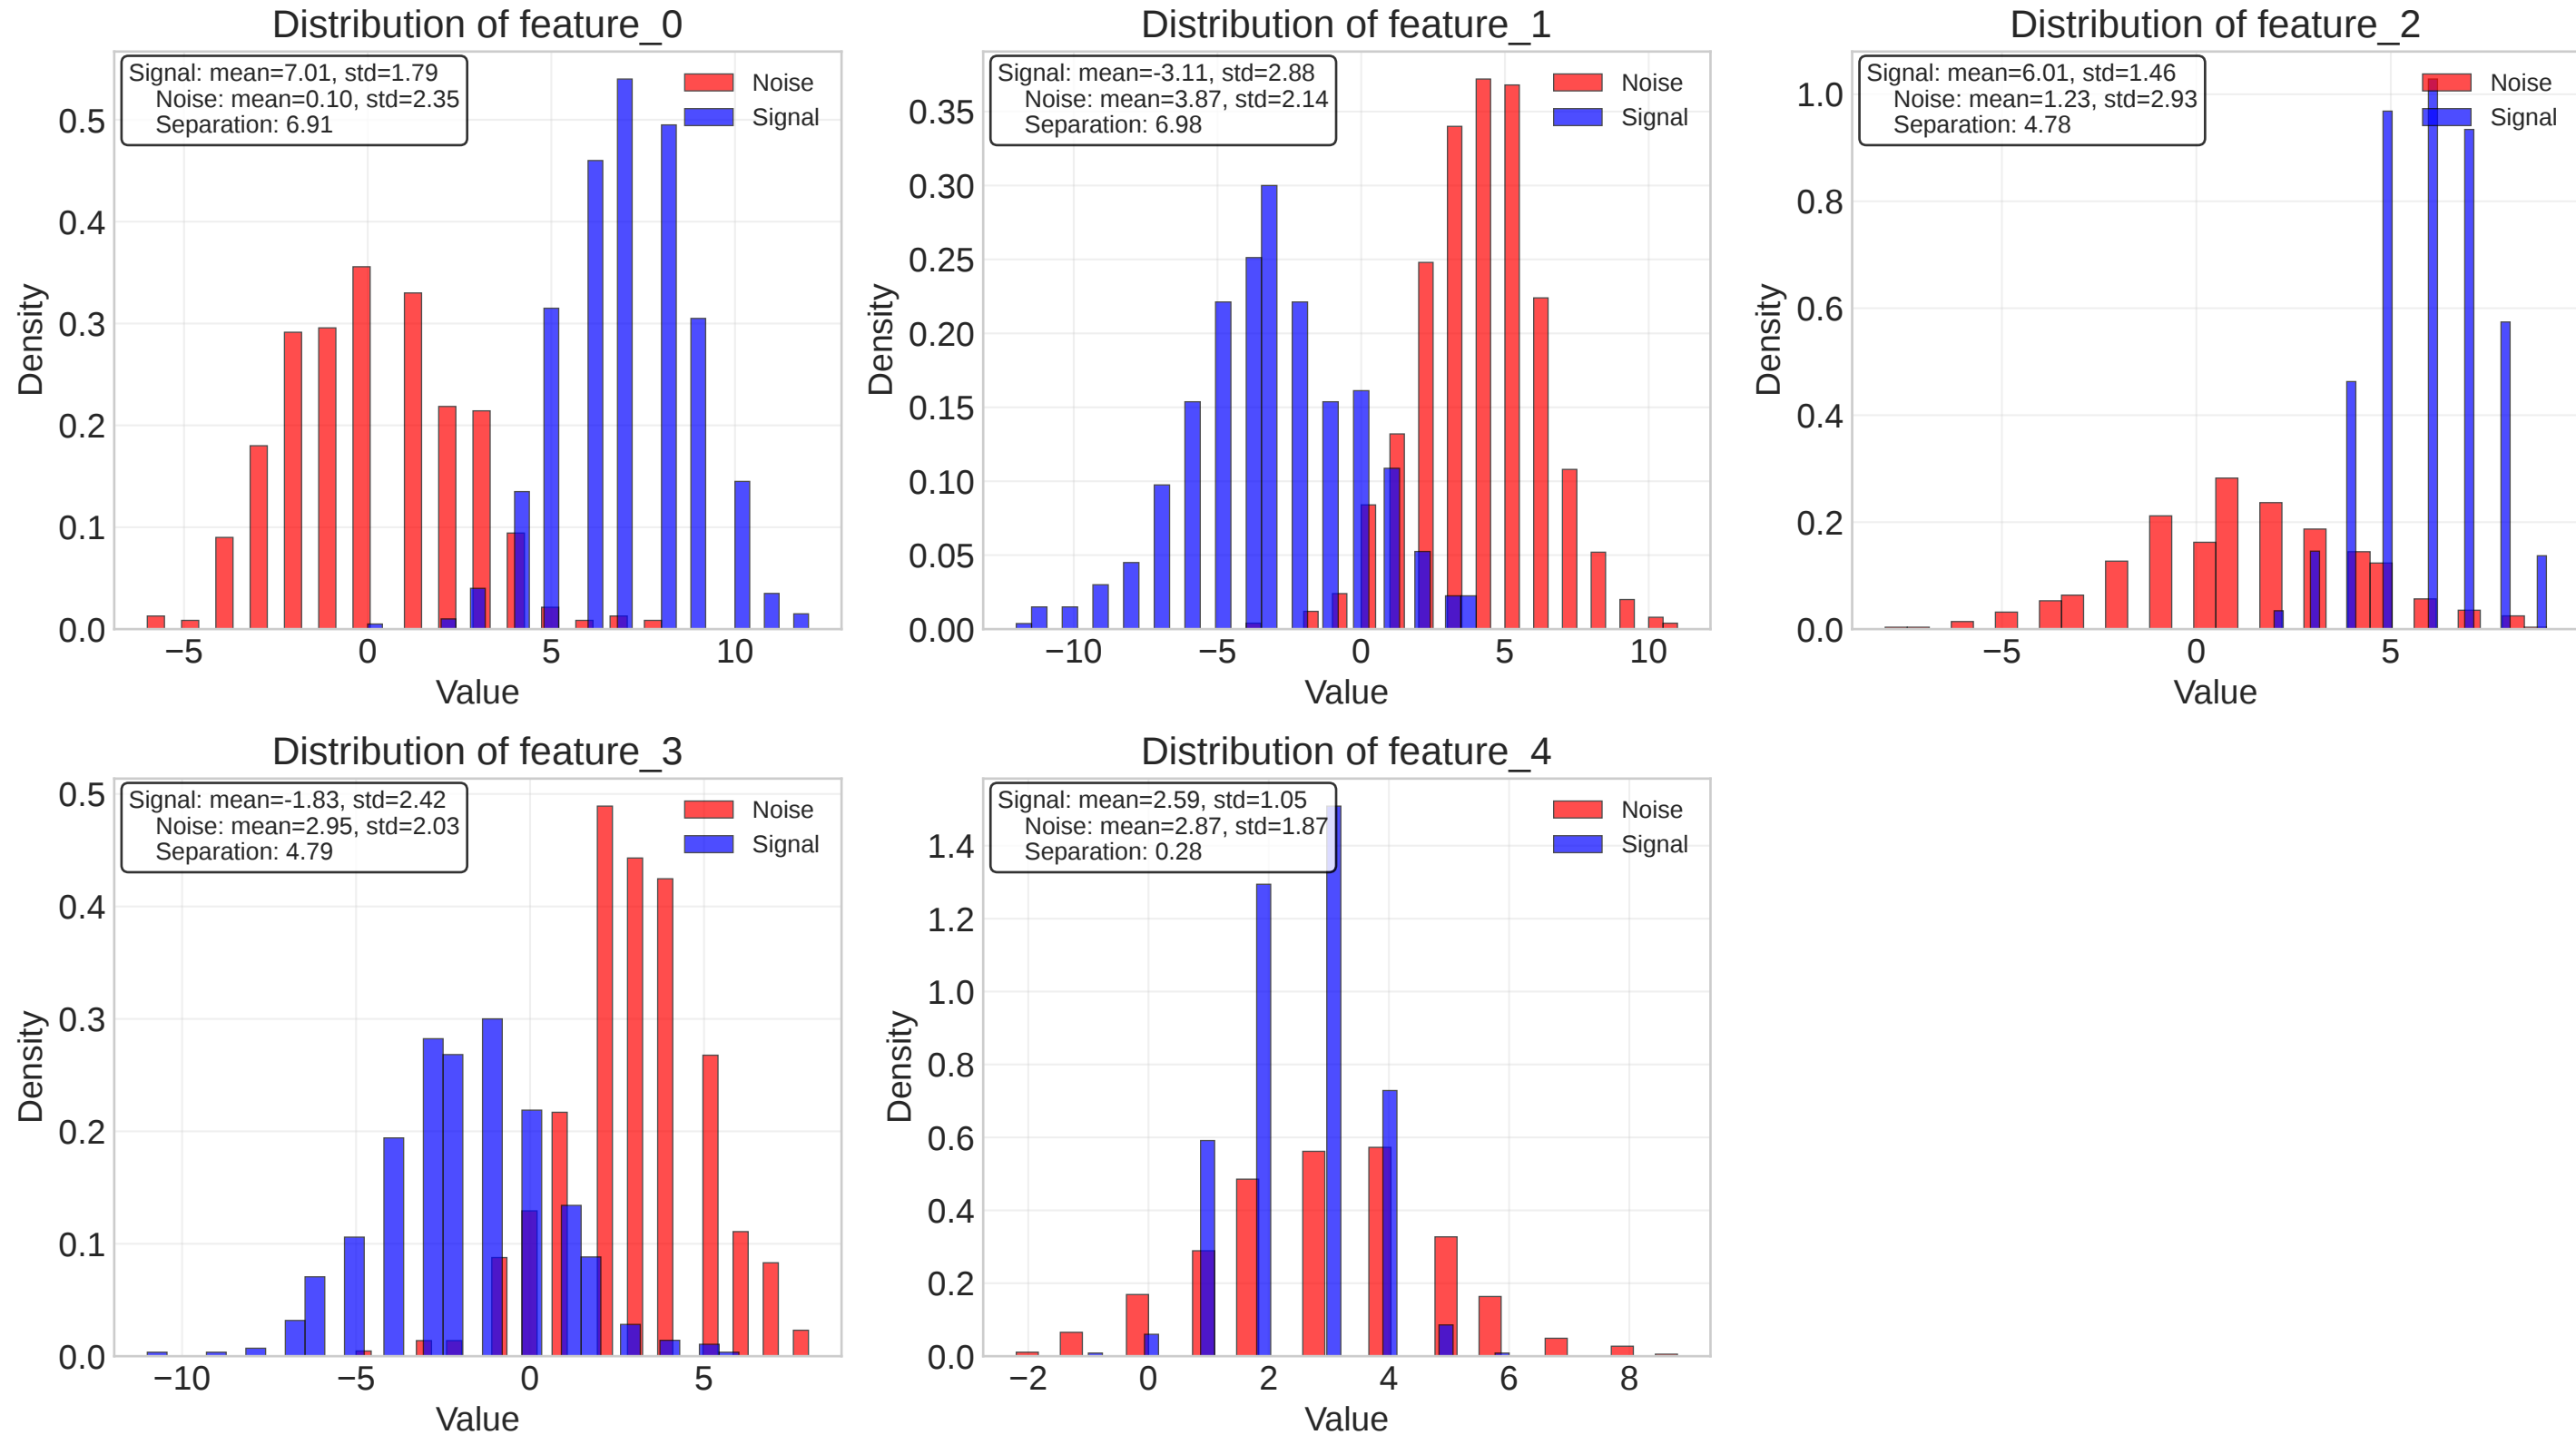 Distribution of feature_0
Signal: mean=7.01, std=1.79
Noise: mean=0.10, std=2.35
Separation: 6.91
Noise
Signal
Density
0.5
0.4
0.3
0.2
0.1
0.0
−5 0 5 10
Value
Distribution of feature_1
Signal: mean=-3.11, std=2.88
Noise: mean=3.87, std=2.14
Separation: 6.98
Noise
Signal
Density
0.35
0.30
0.25
0.20
0.15
0.10
0.05
0.00
−10 −5 0 5 10
Value
Distribution of feature_2
Signal: mean=6.01, std=1.46
Noise: mean=1.23, std=2.93
Separation: 4.78
Noise
Signal
Density
1.0
0.8
0.6
0.4
0.2
0.0
−5 0 5
Value
Distribution of feature_3
Signal: mean=-1.83, std=2.42
Noise: mean=2.95, std=2.03
Separation: 4.79
Noise
Signal
Density
0.5
0.4
0.3
0.2
0.1
0.0
−10 −5 0 5
Value
Distribution of feature_4
Signal: mean=2.59, std=1.05
Noise: mean=2.87, std=1.87
Separation: 0.28
Noise
Signal
Density
1.4
1.2
1.0
0.8
0.6
0.4
0.2
0.0
−2 0 2 4 6 8
Value